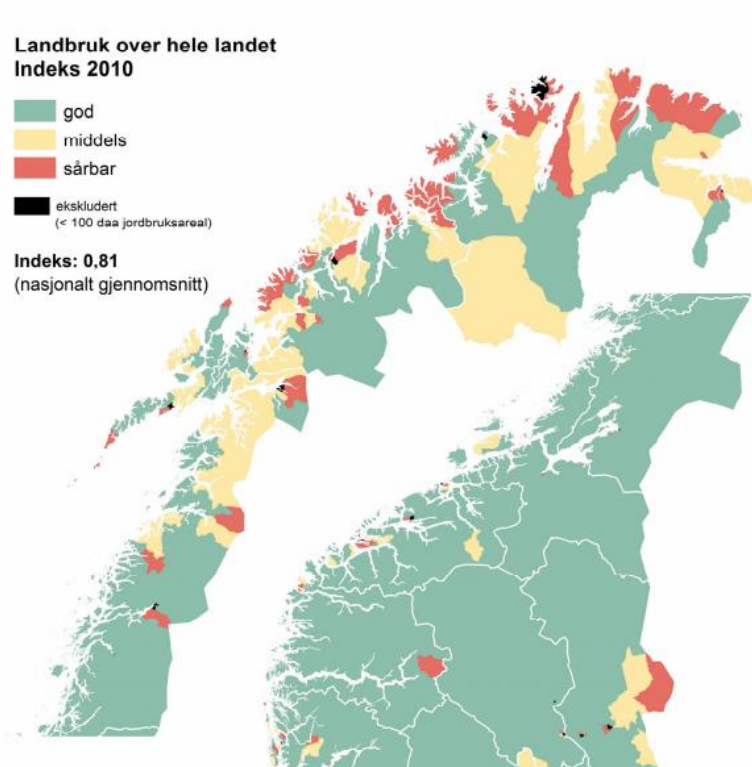 Landbruk over hele landet
Indeks 2010
god
middels
sårbar
ekskludert
(< 100 daa jordbruksareal)
Indeks: 0,81
(nasjonalt gjennomsnitt)